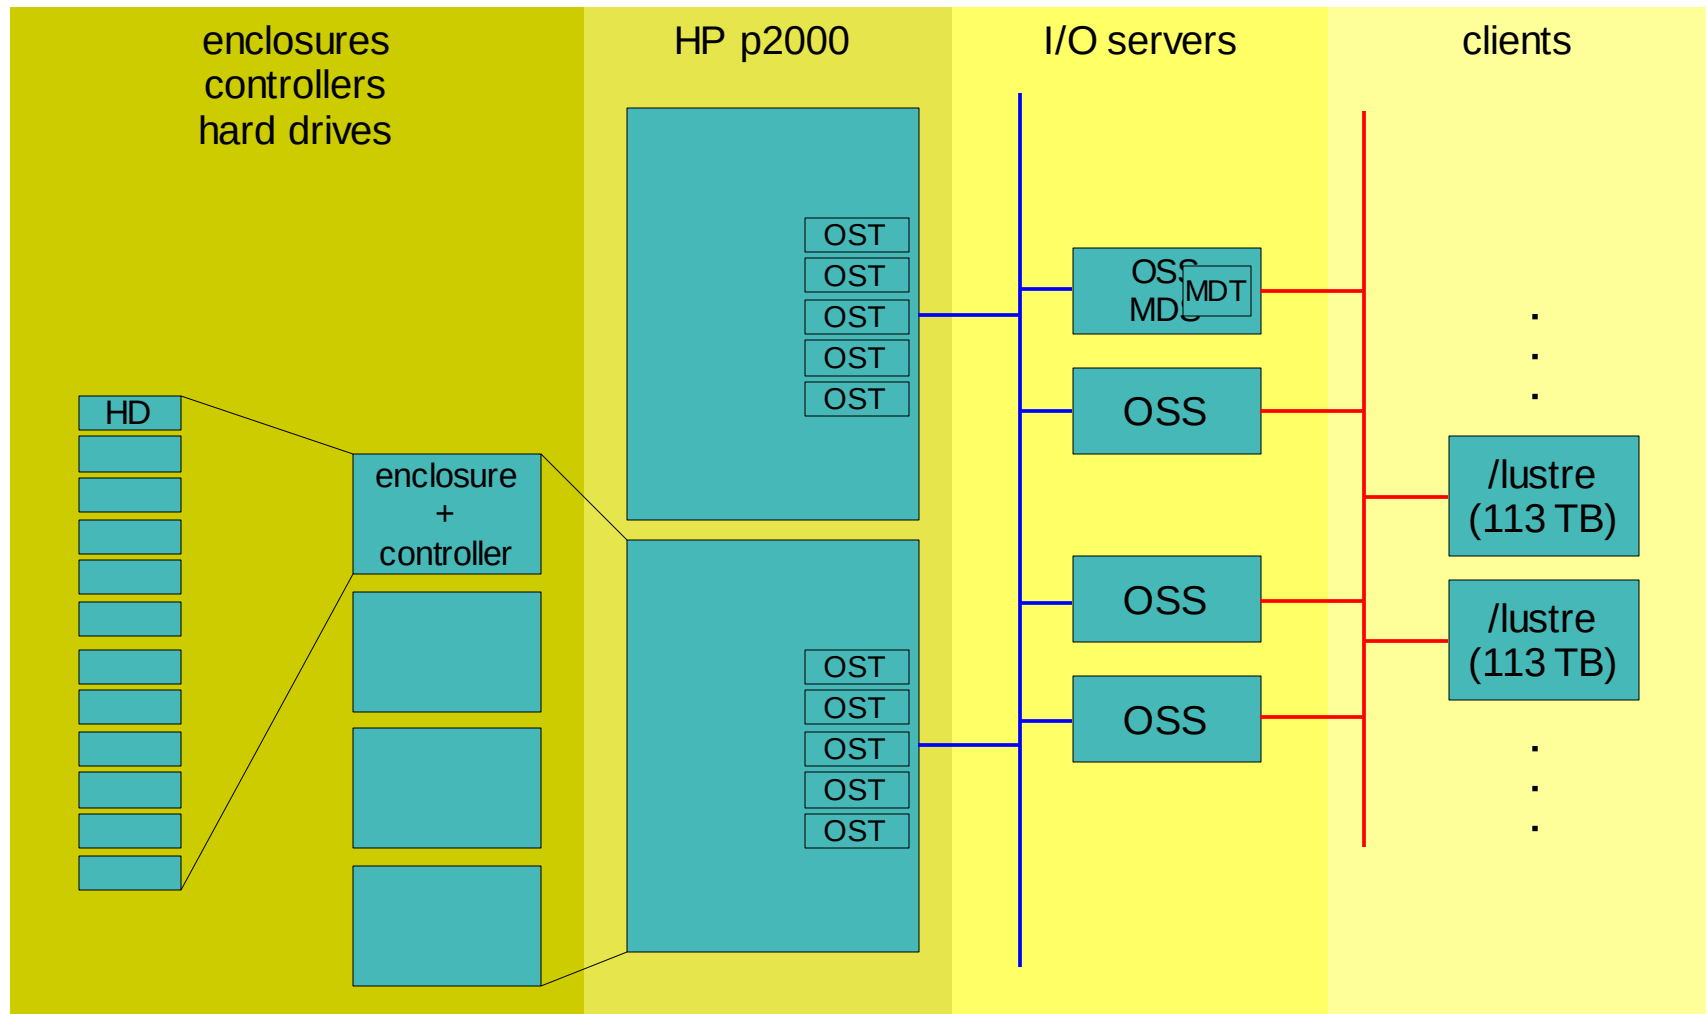 enclosures
controllers
hard drives
HP p2000
I/O servers
clients
HD
enclosure
+
controller
OST
OST
OST
OST
OST
OST
OST
OST
OST
OST
OSS
MDS
MDT
OSS
OSS
OSS
.
.
.
/lustre
(113 TB)
/lustre
(113 TB)
.
.
.